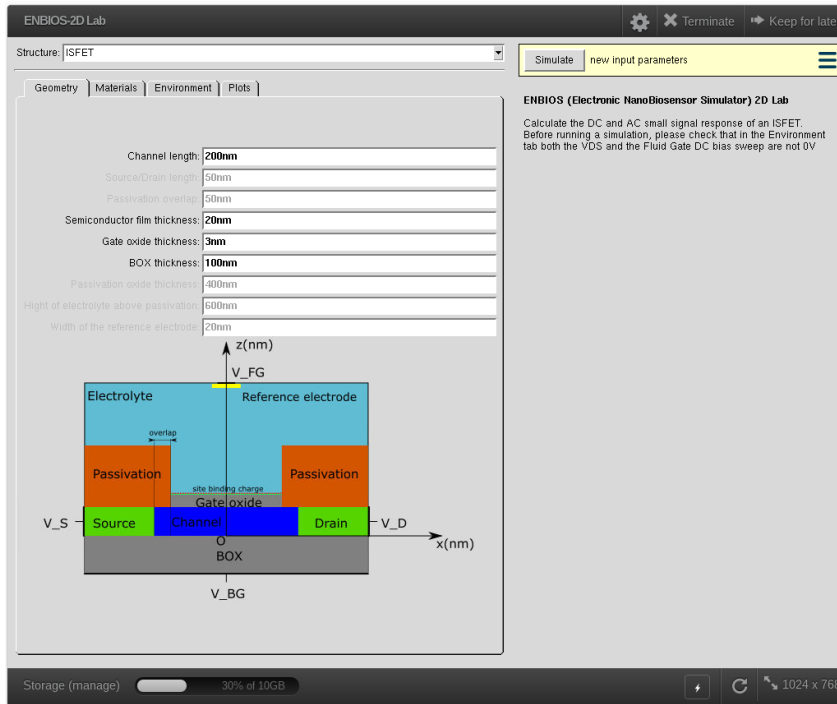 ENBIOS-2D Lab
Terminate
Keep for late
Structure: ISFET
Simulate new input parameters
Geometry Materials Environment Plots
ENBIOS (Electronic NanoBiosensor Simulator) 2D Lab
Calculate the DC and AC small signal response of an ISFET.
Before running a simulation, please check that in the Environment
tab both the VDS and the Fluid Gate DC bias sweep are not 0V
Channel length: 200nm
Source/Drain length: 50nm
Passivation overlap: 50nm
Semiconductor film thickness: 20nm
Gate oxide thickness: 3nm
BOX thickness: 100nm
Passivation oxide thickness: 400nm
Hight of electrolyte above passivation: 600nm
Width of the reference electrode: 20nm
z(nm)
V_FG
Electrolyte Reference electrode
overlap
Passivation Passivation
site binding charge
Gate oxide
V_S Source Channel Drain V_D
O
x(nm)
BOX
V_BG
Storage (manage) 30% of 10GB 1024 x 768